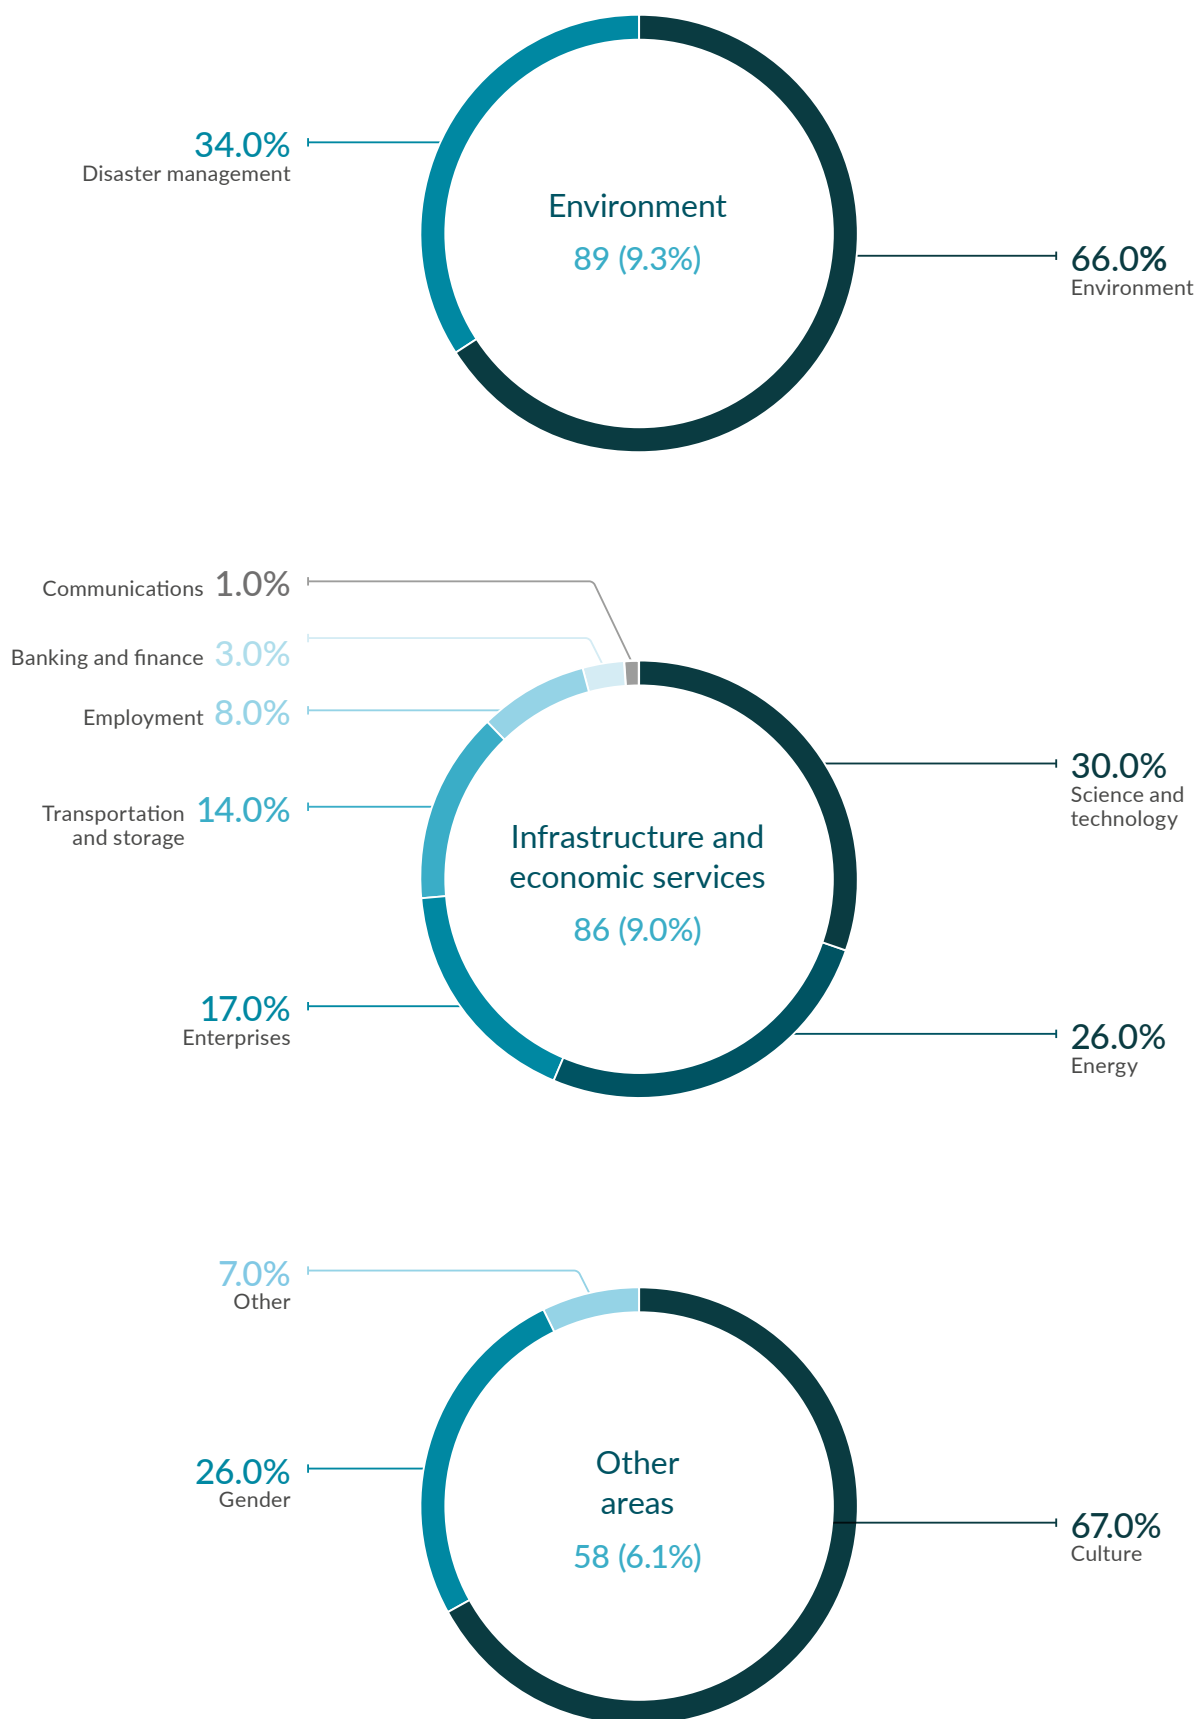 34.0%
Disaster management
Environment
89 (9.3%)
66.0%
Environment
Communications 1.0%
Banking and finance 3.0%
Employment 8.0%
Transportation 14.0%
and storage
17.0%
Enterprises
Infrastructure and
economic services
86 (9.0%)
30.0%
Science and
technology
26.0%
Energy
7.0%
Other
26.0%
Gender
Other
areas
58 (6.1%)
67.0%
Culture